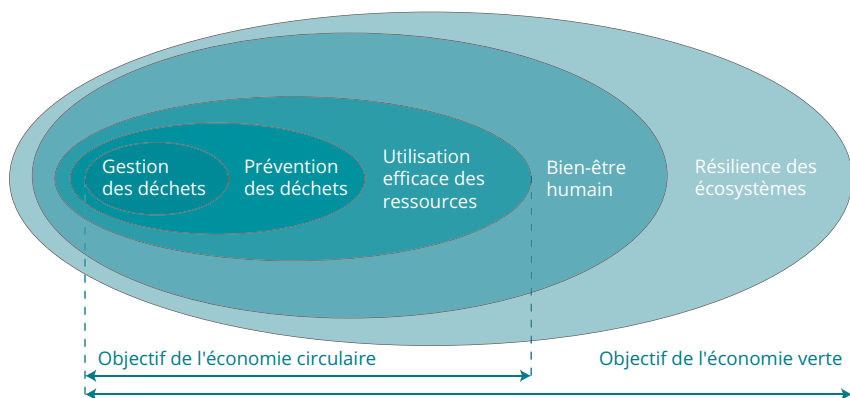 Gestion
des déchets
Prévention
des déchets
Utilisation
efficace des
ressources
Bien-être
humain
Résilience des
écosystèmes
Objectif de l'économie circulaire
Objectif de l'économie verte